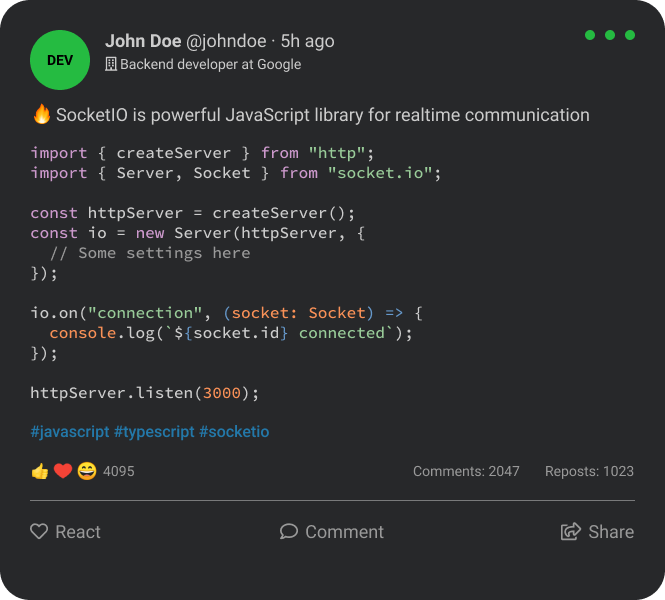 DEV
John Doe @johndoe · 5h ago
Backend developer at Google
🔥 SocketIO is powerful JavaScript library for realtime communication
import { createServer } from "http";
import { Server, Socket } from "socket.io";
const httpServer = createServer();
const io = new Server(httpServer, {
  // Some settings here
});
io.on("connection", (socket: Socket) => {
  console.log(`${socket.id} connected`);
});
httpServer.listen(3000);
#javascript #typescript #socketio
👍 ❤️ 😄 4095 Comments: 2047 Reposts: 1023
React Comment Share